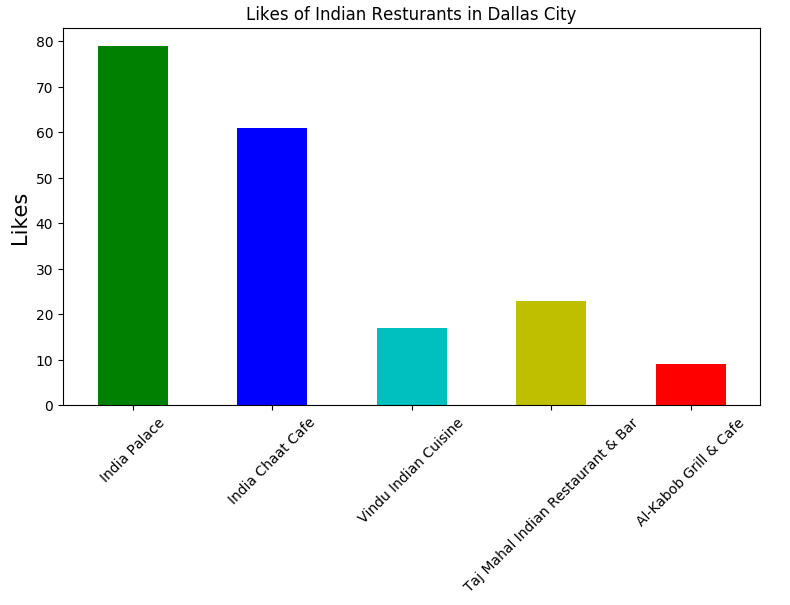 Likes of Indian Resturants in Dallas City
Likes
80
70
60
50
40
30
20
10
0
India Palace
India Chaat Cafe
Vindu Indian Cuisine
Taj Mahal Indian Restaurant & Bar
Al-Kabob Grill & Cafe